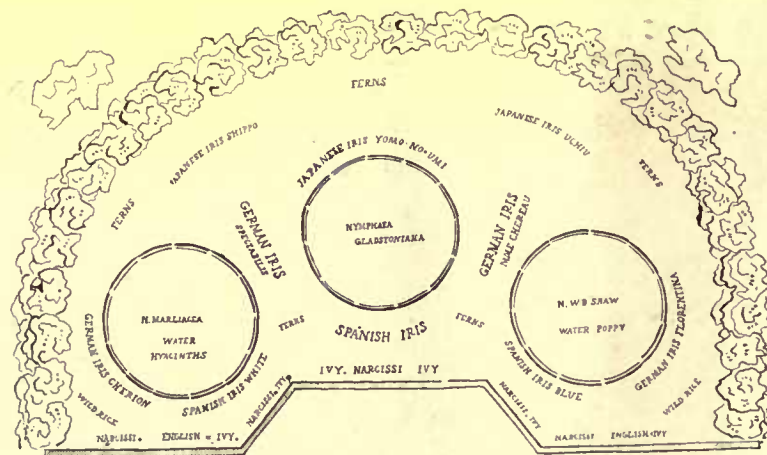 FERNS
JAPANESE IRIS SHIPPO
JAPANESE IRIS UCHIU
JAPANESE IRIS YOMO-NO-UMI
FERNS
FERNS
GERMAN IRIS
SPECTABILIS
NYMPHAEA
GLADSTONIANA
GERMAN IRIS
MME CHEREAU
N. MARLIACEA
WATER
HYACINTHS
FERNS
SPANISH IRIS
FERNS
N. W B SHAW
WATER POPPY
GERMAN IRIS CHERION
SPANISH IRIS WHITE
SPANISH IRIS BLUE
GERMAN IRIS FLORENTINA
IVY. NARCISSI IVY
WILD RICE
NARCISSI. IVY.
NARCISSI. IVY
WILD RICE
NARCISSI. ENGLISH - IVY.
NARCISSI ENGLISH-IVY